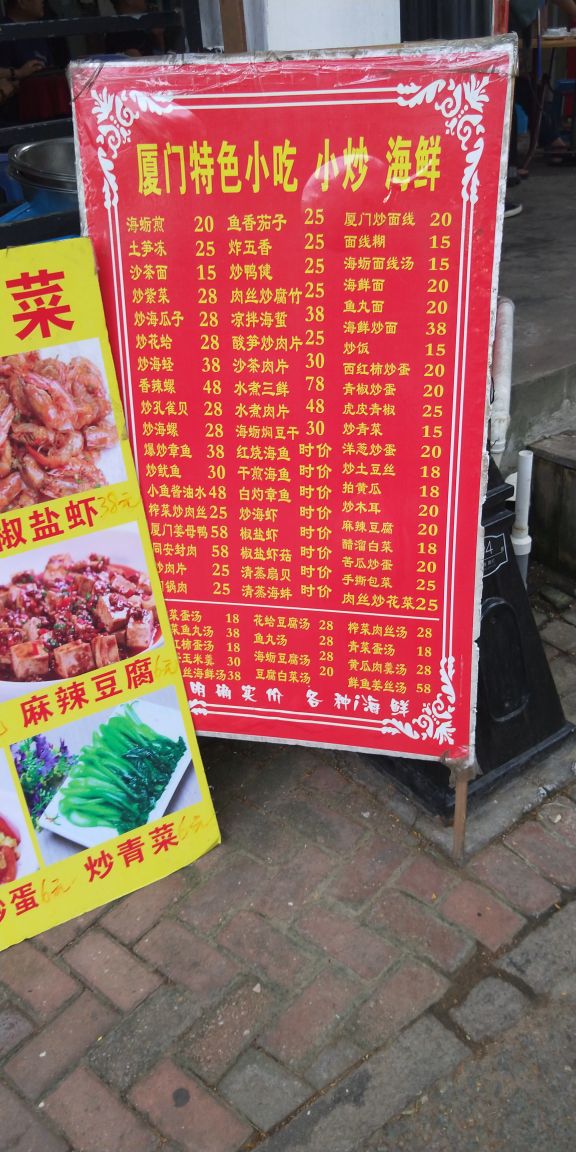 厦门特色小吃 小炒 海鲜
海蛎煎 20 鱼香茄子 25 厦门炒面线 20
土笋冻 25 炸五香 25 面线糊 15
沙茶面 15 炒鸭健 25 海蛎面线汤 15
炒紫菜 28 肉丝炒腐竹 25 海鲜面 20
炒海瓜子 28 凉拌海蜇 38 鱼丸面 20
炒花蛤 28 酸笋炒肉片 25 海鲜炒面 38
炒海蛏 38 沙茶肉片 30 炒饭 15
香辣螺 48 水煮三鲜 78 西红柿炒蛋 20
炒孔雀贝 28 水煮肉片 48 青椒炒蛋 20
炒海螺 28 海蛎焖豆干 30 虎皮青椒 25
爆炒章鱼 38 红烧海鱼 时价 炒青菜 15
炒鱿鱼 30 干煎海鱼 时价 洋葱炒蛋 20
小鱼酱油水 48 白灼章鱼 时价 炒土豆丝 18
榨菜炒肉丝 25 炒海虾 时价 拍黄瓜 18
厦门姜母鸭 58 椒盐虾 时价 炒木耳 20
同安封肉 58 椒盐虾菇 时价 麻辣豆腐 20
炒肉片 25 清蒸扇贝 时价 醋溜白菜 18
锅肉 25 清蒸海蚌 时价 苦瓜炒蛋 20
手撕包菜 25
肉丝炒花菜 25
菜蛋汤 18 花蛤豆腐汤 28 榨菜肉丝汤 28
菜鱼丸汤 38 鱼丸汤 28 青菜蛋汤 18
红柿蛋汤 18 海蛎豆腐汤 28 黄瓜肉羹汤 28
玉米羹 30 豆腐白菜汤 20 鲜鱼姜丝汤 58
丝海鲜汤 38
明确实价 各种海鲜
菜
椒盐虾 38元
麻辣豆腐 6元
炒蛋 6元
炒青菜 6元